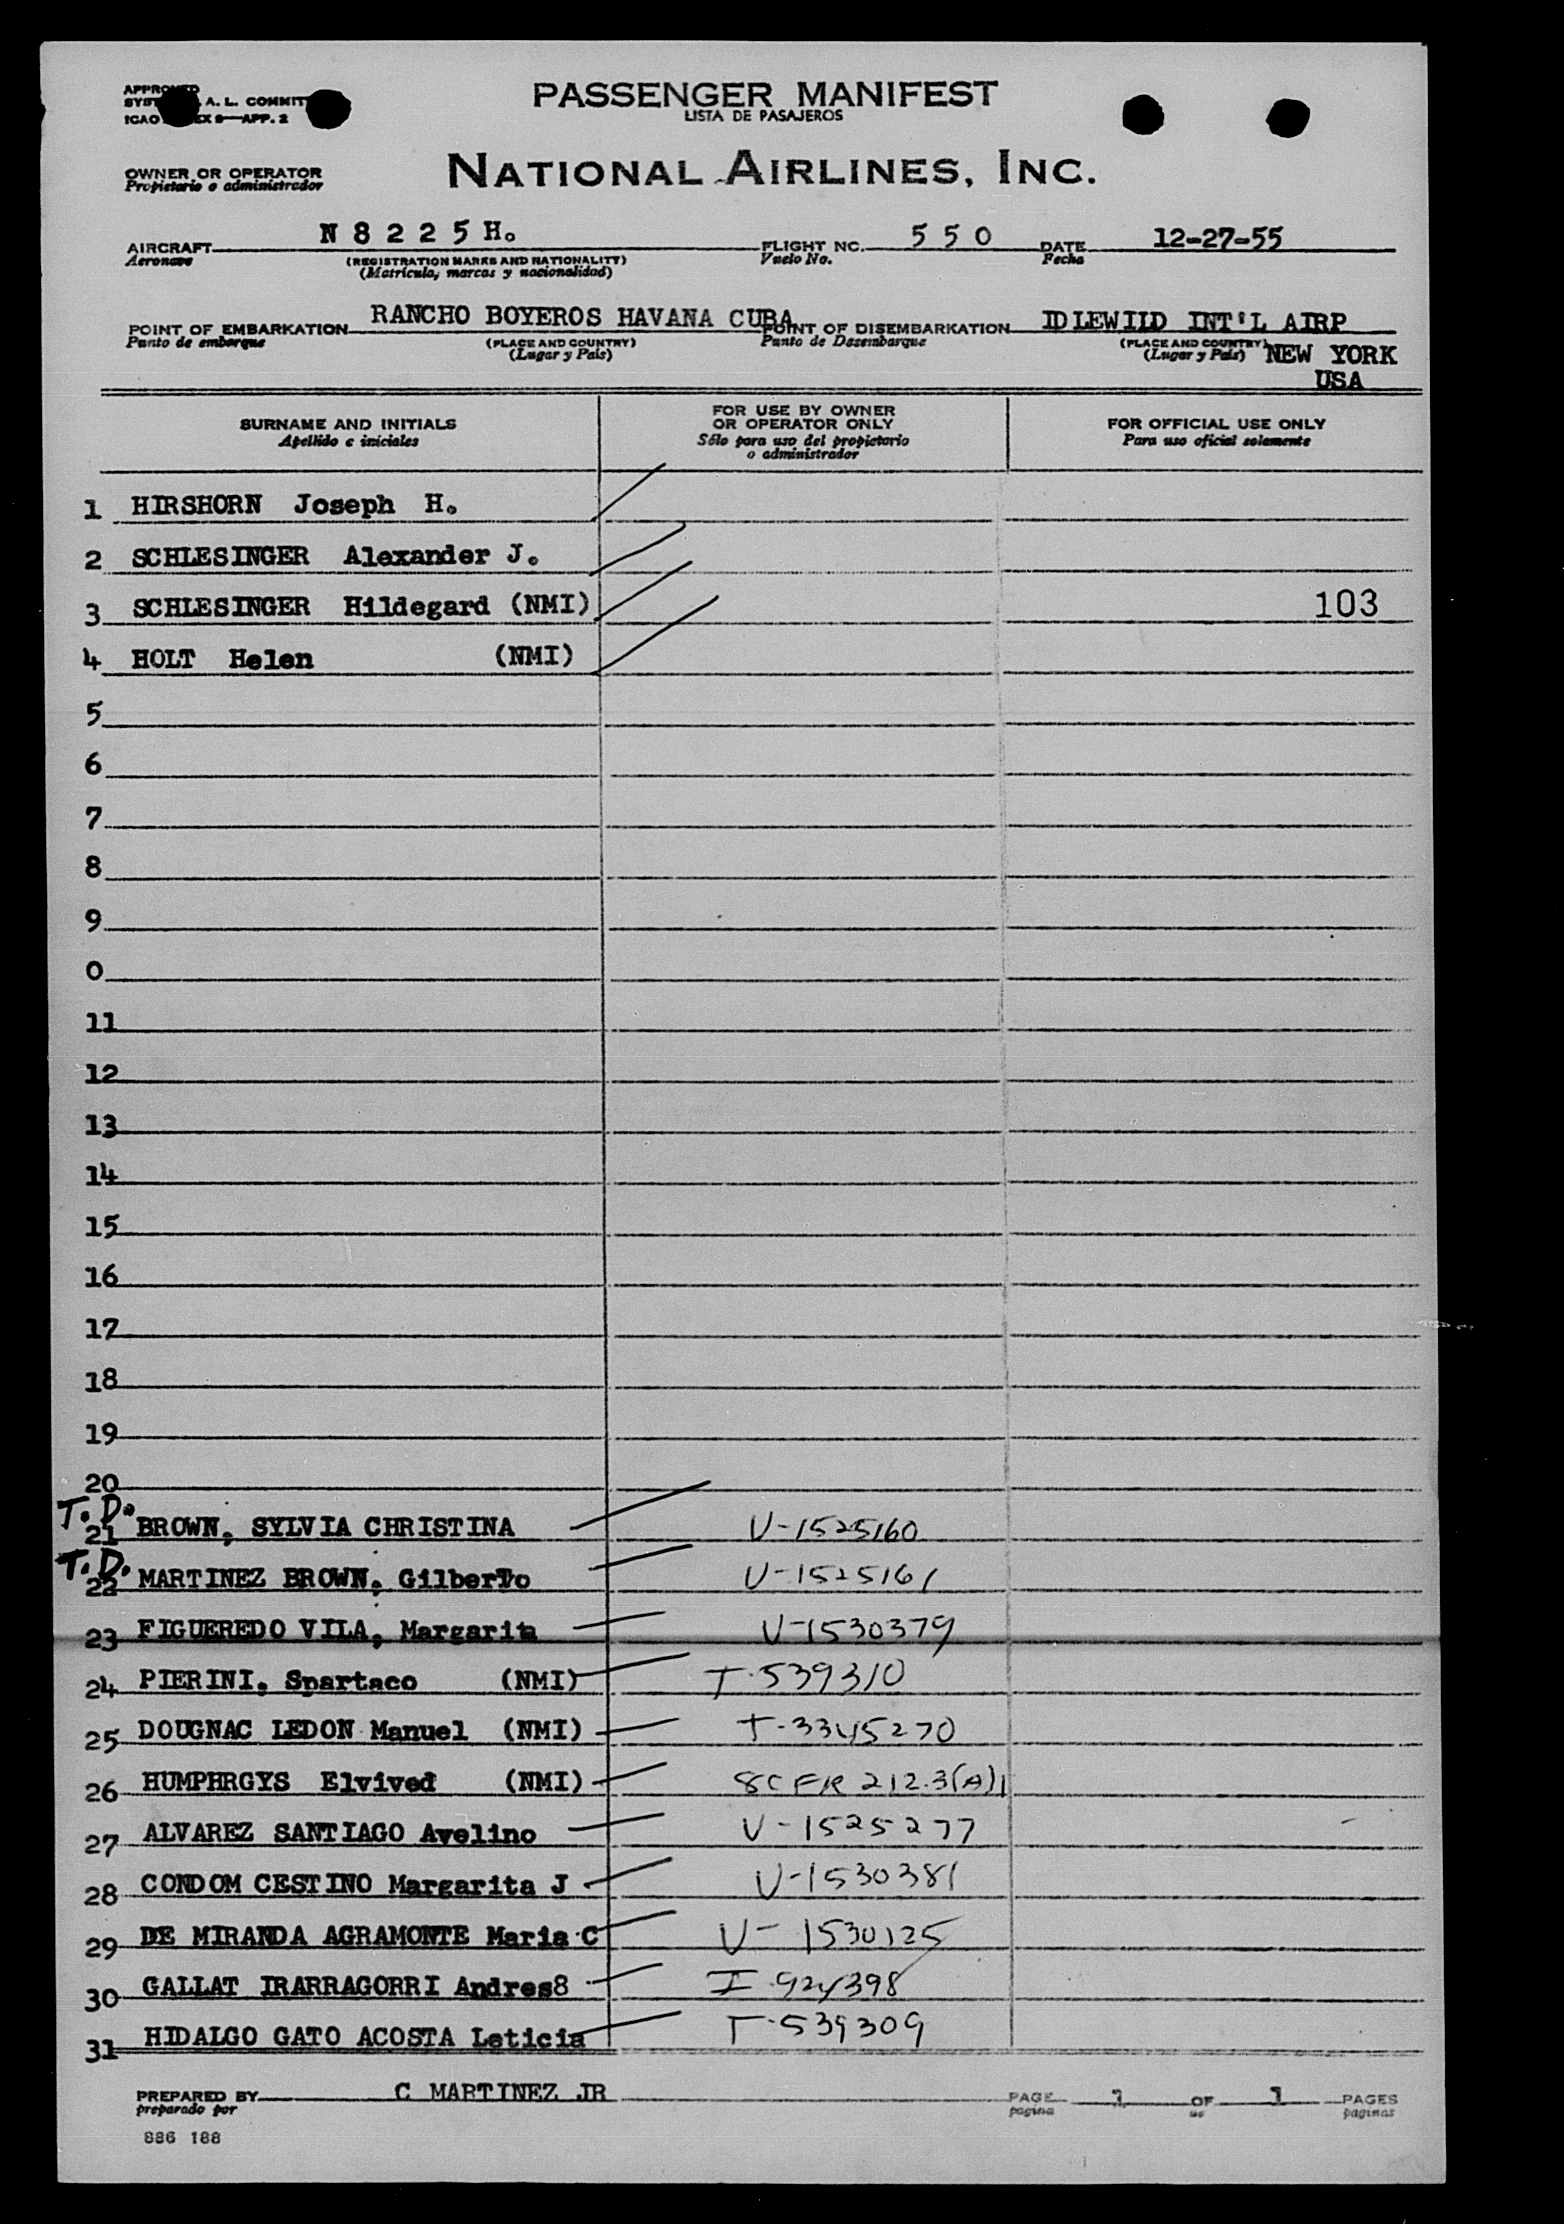 PASSENGER MANIFEST
LISTA DE PASAJEROS
APPROVED
A. L. COMMIT
ICAO EX 9—APP. 2
OWNER OR OPERATOR
Propietario o administrador
NATIONAL AIRLINES, INC.
AIRCRAFT N 8 2 2 5 H. FLIGHT NO. 5 5 0 DATE 12-27-55
Aeronave (REGISTRATION MARKS AND NATIONALITY) Vuelo No. Fecha
(Matricula, marcas y nacionalidad)
POINT OF EMBARKATION RANCHO BOYEROS HAVANA CUBA POINT OF DISEMBARKATION IDLEWILD INT'L AIRP
Punto de embarque (PLACE AND COUNTRY) Punto de Desembarque (PLACE AND COUNTRY)
(Lugar y País) (Lugar y País) NEW YORK
USA
SURNAME AND INITIALS FOR USE BY OWNER OR OPERATOR ONLY FOR OFFICIAL USE ONLY
Apellido e iniciales Sólo para uso del propietario o administrador Para uso oficial solamente
1 HIRSHORN Joseph H.
2 SCHLESINGER Alexander J.
3 SCHLESINGER Hildegard (NMI) 103
4 HOLT Helen (NMI)
5
6
7
8
9
0
11
12
13
14
15
16
17
18
19
20
T. D. 21 BROWN, SYLVIA CHRISTINA V-1525160
T. D. 22 MARTINEZ BROWN, GilberTo V-1525161
23 FIGUEREDO VILA, Margarita V-1530379
24 PIERINI, Spartaco (NMI) T-539310
25 DOUGNAC LEDON Manuel (NMI) T-3345270
26 HUMPHRGYS Elvived (NMI) 8CFR 212.3(A)1
27 ALVAREZ SANTIAGO Avelino V-1525277
28 CONDOM CESTINO Margarita J V-1530381
29 DE MIRANDA AGRAMONTE Maria C V-1530125
30 GALLAT IRARRAGORRI Andres8 I-924398
31 HIDALGO GATO ACOSTA Leticia T-539309
PREPARED BY C MARTINEZ JR PAGE 1 OF 1 PAGES
preparado por pagina paginas
886 188